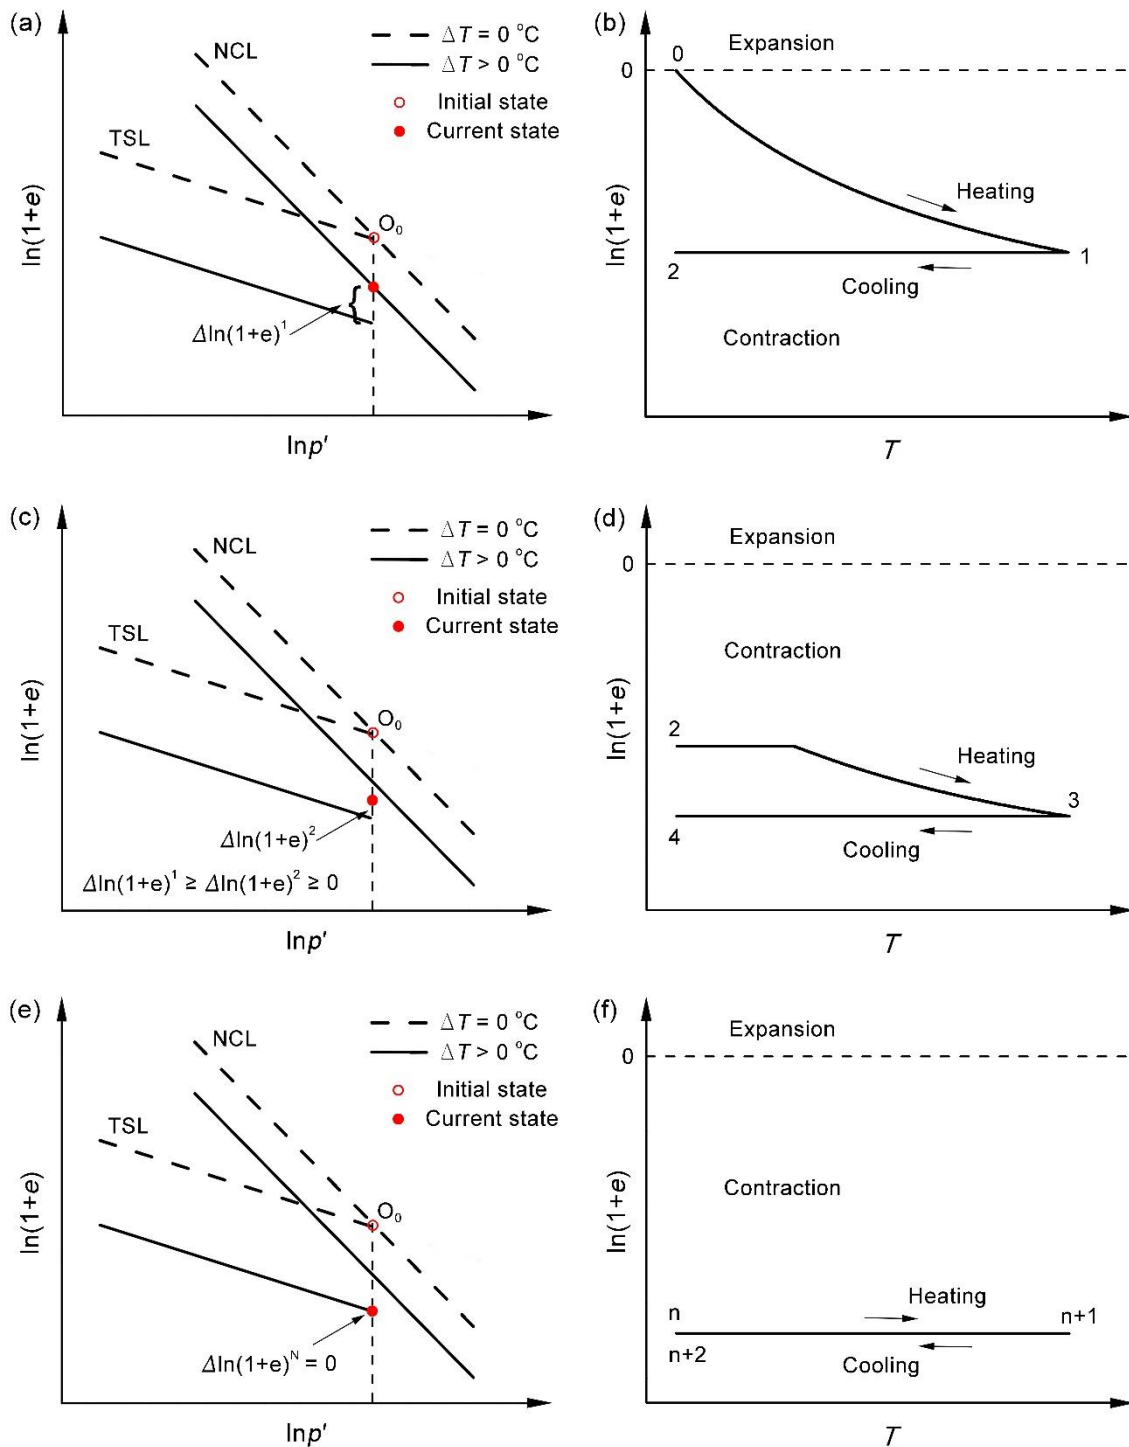 (a)
NCL
ΔT = 0 °C
ΔT > 0 °C
Initial state
Current state
TSL
O₀
Δln(1+e)¹
ln(1+e)
lnp′
(b)
0
Expansion
0
Heating
1
2
Cooling
Contraction
ln(1+e)
T
(c)
NCL
ΔT = 0 °C
ΔT > 0 °C
Initial state
Current state
TSL
O₀
Δln(1+e)²
Δln(1+e)¹ ≥ Δln(1+e)² ≥ 0
ln(1+e)
lnp′
(d)
Expansion
0
Contraction
2
Heating
3
4
Cooling
ln(1+e)
T
(e)
NCL
ΔT = 0 °C
ΔT > 0 °C
Initial state
Current state
TSL
O₀
Δln(1+e)ᴺ = 0
ln(1+e)
lnp′
(f)
Expansion
0
Contraction
Heating
n
n+1
n+2
Cooling
ln(1+e)
T